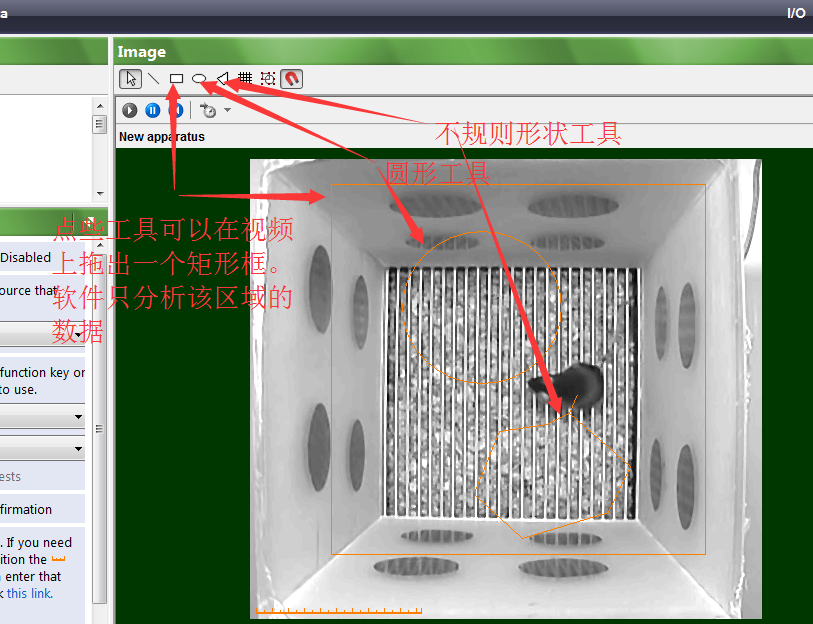 a
I/O
Image
New apparatus
不规则形状工具
圆形工具
点些工具可以在视频
上拖出一个矩形框。
软件只分析该区域的
数据
Disabled
ource that
function key or
to use.
ests
firmation
. If you need
ition the
enter that
k this link.